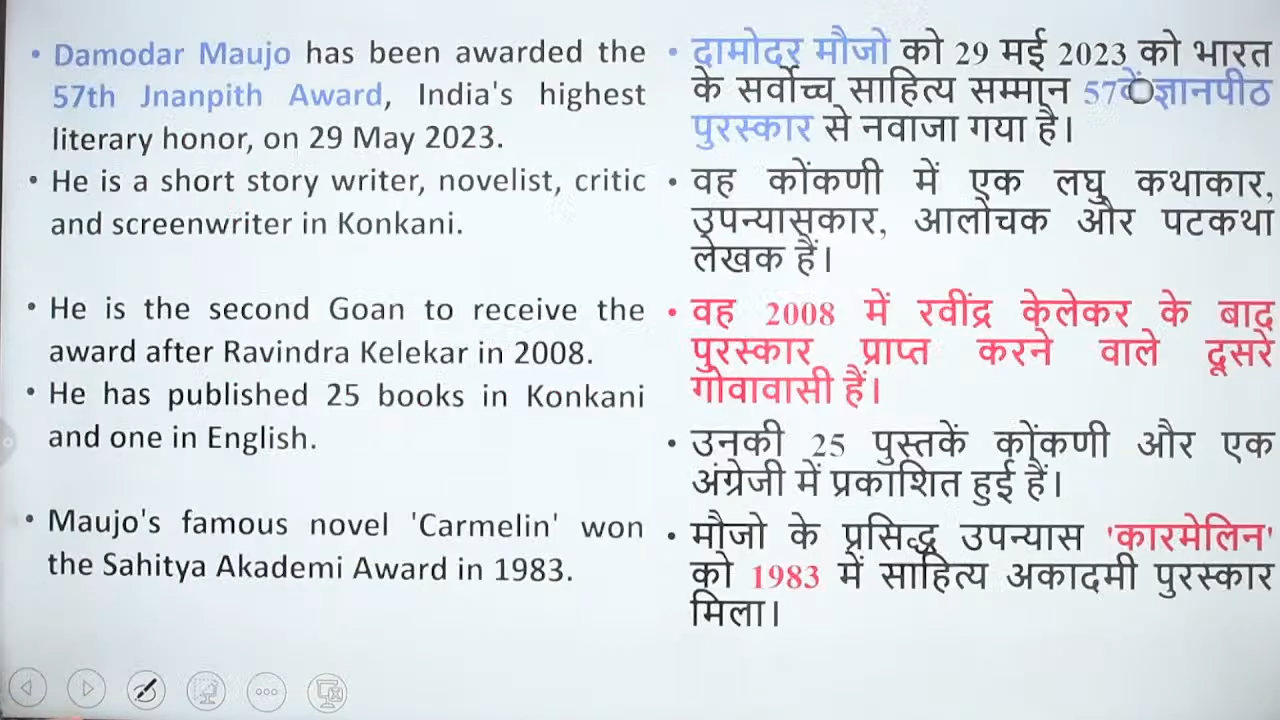 • Damodar Maujo has been awarded the
57th Jnanpith Award, India's highest
literary honor, on 29 May 2023.
• He is a short story writer, novelist, critic
and screenwriter in Konkani.
• He is the second Goan to receive the
award after Ravindra Kelekar in 2008.
• He has published 25 books in Konkani
and one in English.
• Maujo's famous novel 'Carmelin' won
the Sahitya Akademi Award in 1983.
• दामोदर मौजो को 29 मई 2023 को भारत
के सर्वोच्च साहित्य सम्मान 57वें ज्ञानपीठ
पुरस्कार से नवाजा गया है।
• वह कोंकणी में एक लघु कथाकार,
उपन्यासकार, आलोचक और पटकथा
लेखक हैं।
• वह 2008 में रवींद्र केलेकर के बाद
पुरस्कार प्राप्त करने वाले दूसरे
गोवावासी हैं।
• उनकी 25 पुस्तकें कोंकणी और एक
अंग्रेजी में प्रकाशित हुई हैं।
• मौजो के प्रसिद्ध उपन्यास 'कारमेलिन'
को 1983 में साहित्य अकादमी पुरस्कार
मिला।